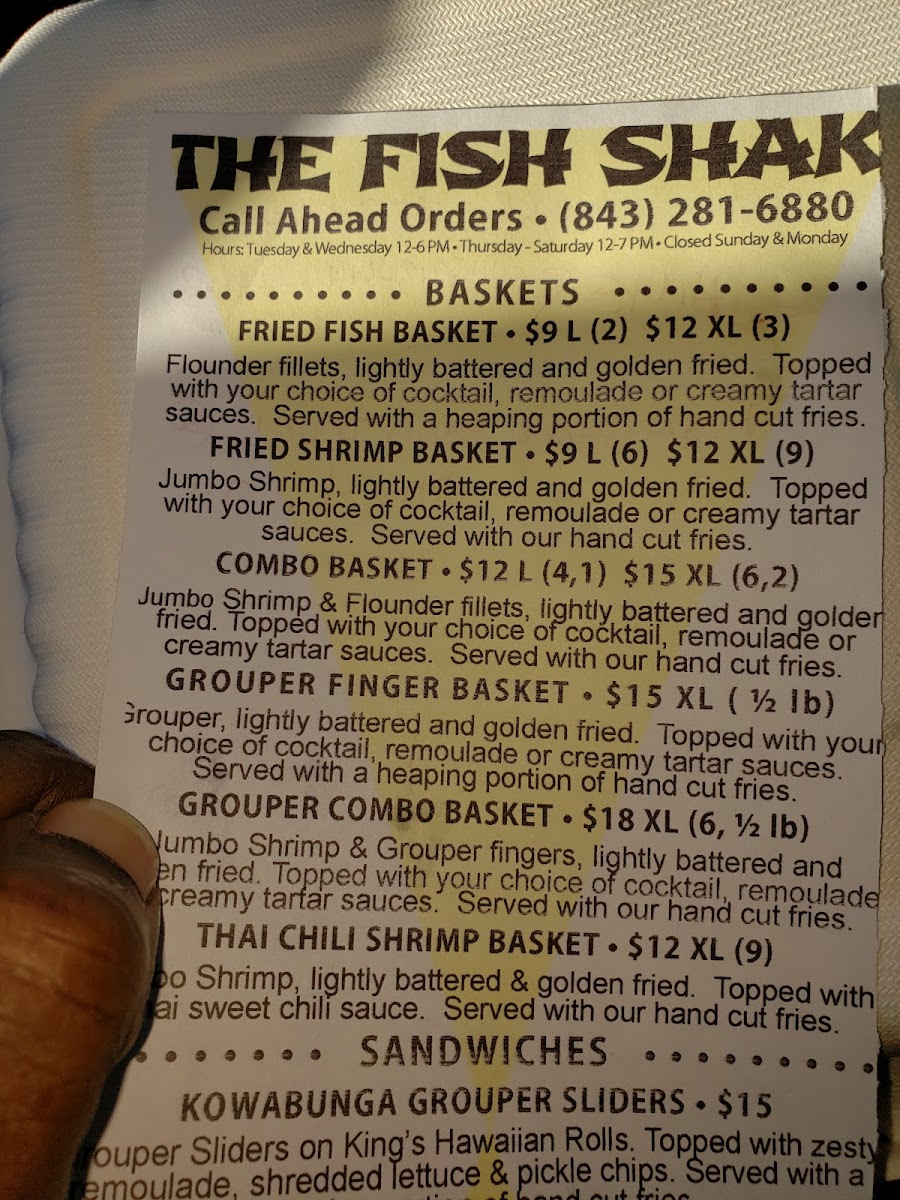 THE FISH SHAK
Call Ahead Orders • (843) 281-6880
Hours: Tuesday & Wednesday 12-6 PM • Thursday - Saturday 12-7 PM • Closed Sunday & Monday
BASKETS
FRIED FISH BASKET • $9 L (2) $12 XL (3)
Flounder fillets, lightly battered and golden fried. Topped
with your choice of cocktail, remoulade or creamy tartar
sauces. Served with a heaping portion of hand cut fries.
FRIED SHRIMP BASKET • $9 L (6) $12 XL (9)
Jumbo Shrimp, lightly battered and golden fried. Topped
with your choice of cocktail, remoulade or creamy tartar
sauces. Served with our hand cut fries.
COMBO BASKET • $12 L (4,1) $15 XL (6,2)
Jumbo Shrimp & Flounder fillets, lightly battered and golden
fried. Topped with your choice of cocktail, remoulade or
creamy tartar sauces. Served with our hand cut fries.
GROUPER FINGER BASKET • $15 XL ( ½ lb)
Grouper, lightly battered and golden fried. Topped with your
choice of cocktail, remoulade or creamy tartar sauces.
Served with a heaping portion of hand cut fries.
GROUPER COMBO BASKET • $18 XL (6, ½ lb)
Jumbo Shrimp & Grouper fingers, lightly battered and
en fried. Topped with your choice of cocktail, remoulade
creamy tartar sauces. Served with our hand cut fries.
THAI CHILI SHRIMP BASKET • $12 XL (9)
bo Shrimp, lightly battered & golden fried. Topped with
ai sweet chili sauce. Served with our hand cut fries.
SANDWICHES
KOWABUNGA GROUPER SLIDERS • $15
ouper Sliders on King's Hawaiian Rolls. Topped with zesty
emoulade, shredded lettuce & pickle chips. Served with a
of hand cut fries